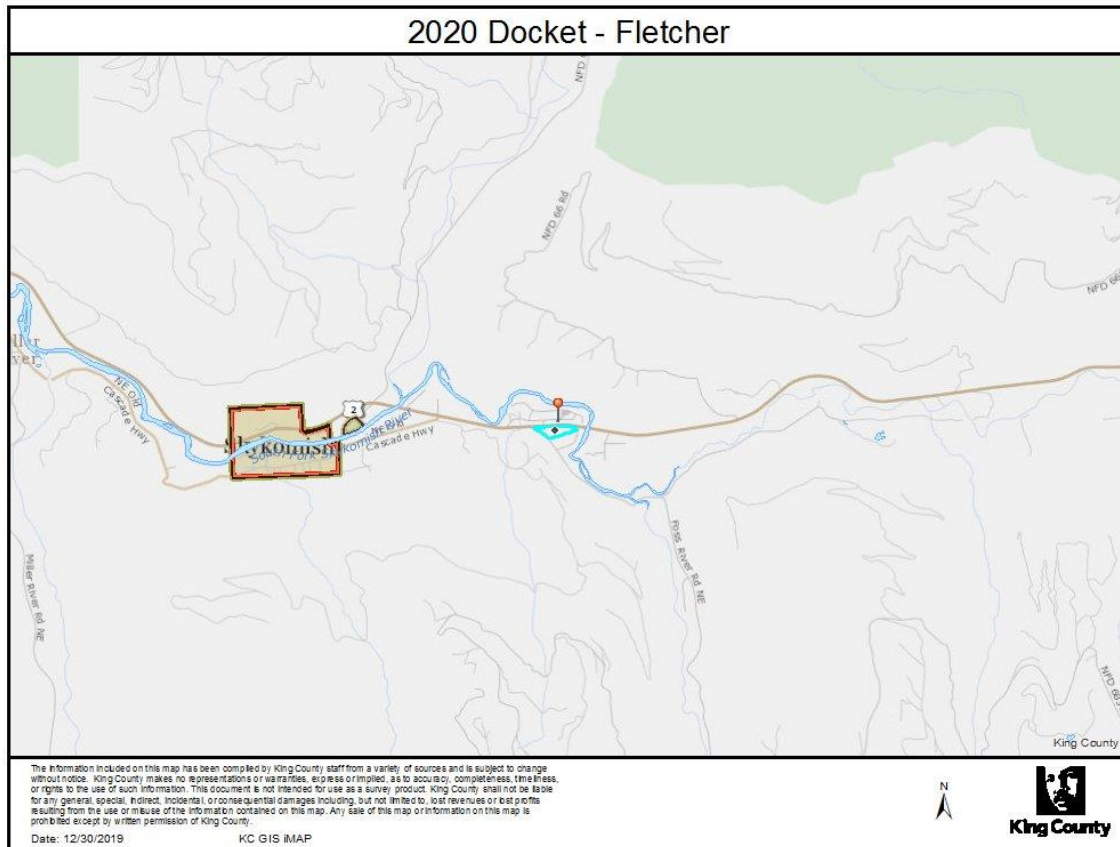 2020 Docket - Fletcher
NFD 6
NFD 66 Rd
NFD 66
ller
ver
NE Old
Cascade Hwy
2
Skykomish
South Fork Skykomish River
Cascade Hwy
Miller River Rd NE
Foss River Rd NE
NFD 68
King County
The information included on this map has been compiled by King County staff from a variety of sources and is subject to change
without notice. King County makes no representations or warranties, express or implied, as to accuracy, completeness, timeliness,
or rights to the use of such information. This document is not intended for use as a survey product. King County shall not be liable
for any general, special, indirect, incidental, or consequential damages including, but not limited to, lost revenues or lost profits
resulting from the use or misuse of the information contained on this map. Any sale of this map or information on this map is
prohibited except by written permission of King County.
Date: 12/30/2019 KC GIS iMAP
N
King County